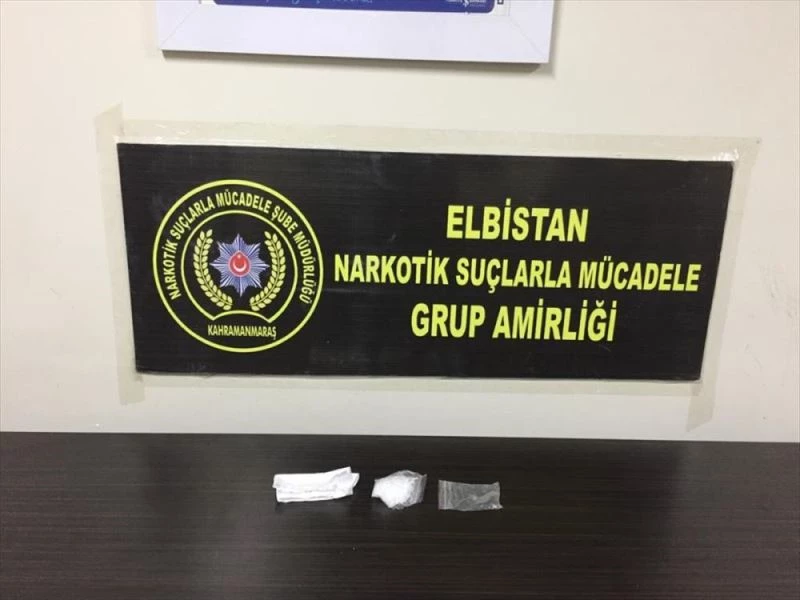 NARKOTİK SUÇLARLA MÜCADELE ŞUBE MÜDÜRLÜĞÜ
KAHRAMANMARAŞ
ELBİSTAN
NARKOTİK SUÇLARLA MÜCADELE
GRUP AMİRLİĞİ